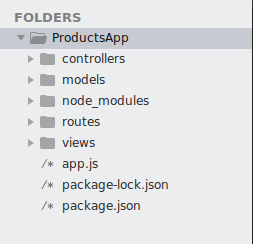 FOLDERS
ProductsApp
controllers
models
node_modules
routes
views
/* app.js
/* package-lock.json
/* package.json